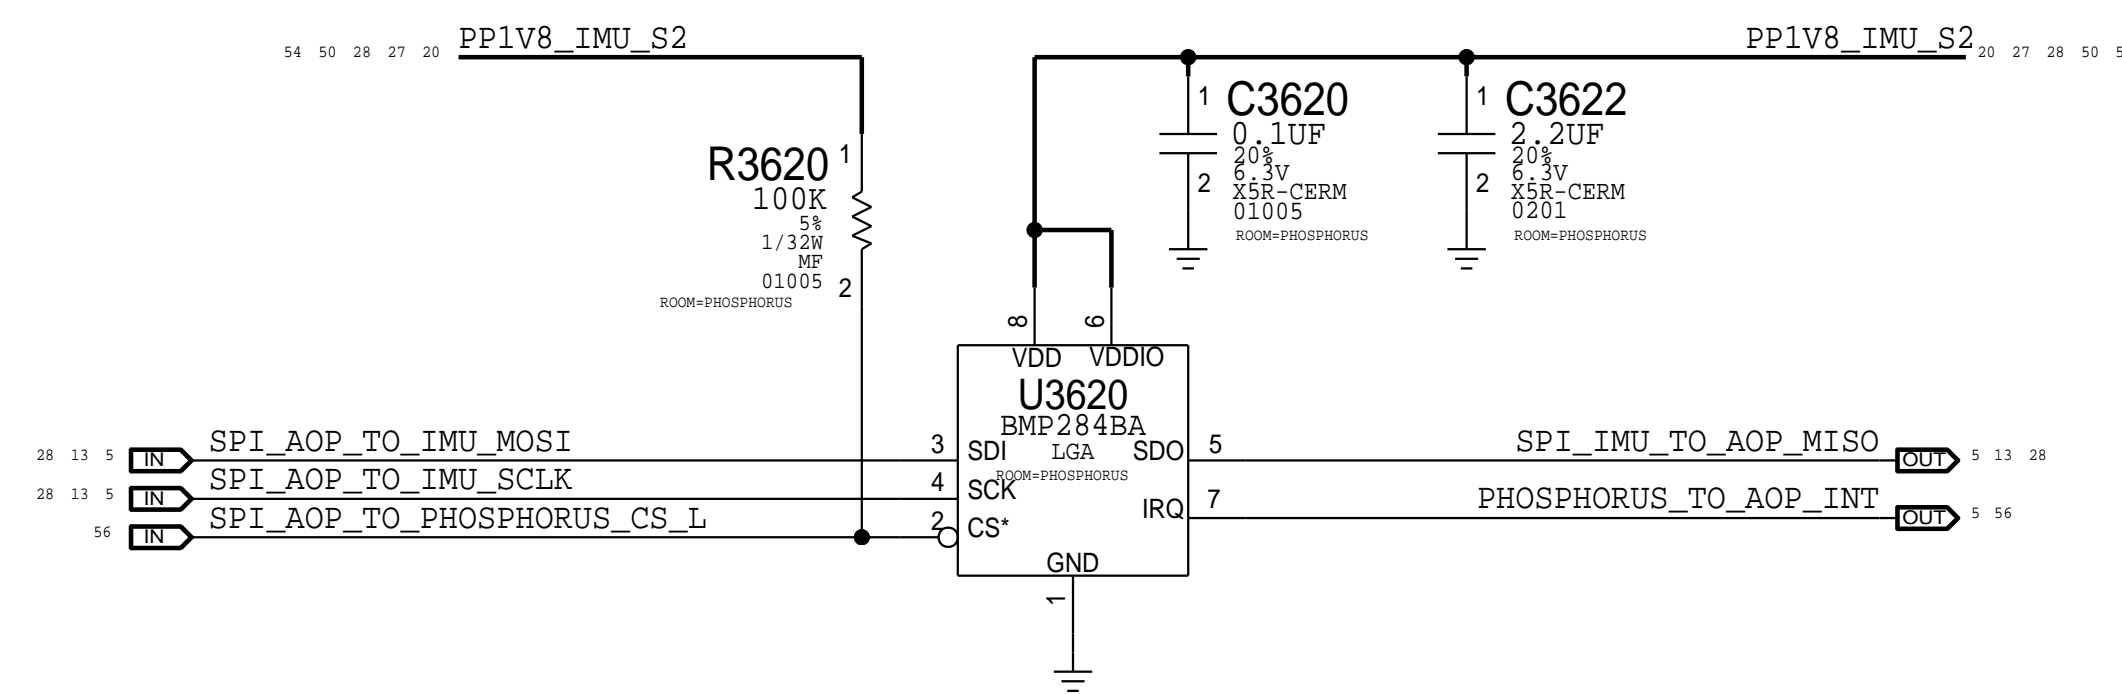 54 50 28 27 20 PP1V8_IMU_S2
PP1V8_IMU_S2 20 27 28 50
R3620 1
100K
5%
1/32W
MF
01005 2
ROOM=PHOSPHORUS
1 C3620
0.1UF
20%
6.3V
2 X5R-CERM
01005
ROOM=PHOSPHORUS
1 C3622
2.2UF
20%
6.3V
2 X5R-CERM
0201
ROOM=PHOSPHORUS
8 6
VDD VDDIO
U3620
BMP284BA
LGA
ROOM=PHOSPHORUS
28 13 5 IN SPI_AOP_TO_IMU_MOSI 3 SDI
28 13 5 IN SPI_AOP_TO_IMU_SCLK 4 SCK
56 IN SPI_AOP_TO_PHOSPHORUS_CS_L 2 CS*
SDO 5 SPI_IMU_TO_AOP_MISO OUT 5 13 28
IRQ 7 PHOSPHORUS_TO_AOP_INT OUT 5 56
GND
1